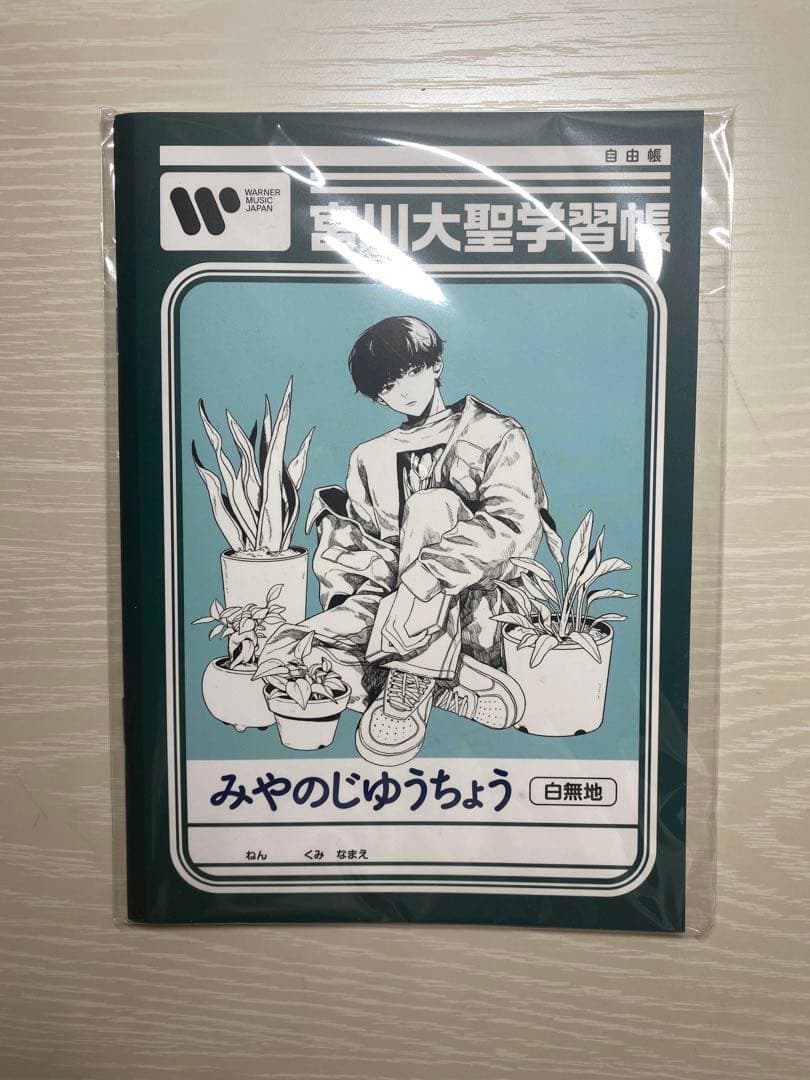 自由帳
WARNER
MUSIC
JAPAN
宮川大聖学習帳
みやのじゆうちょう
白無地
ねん くみ なまえ